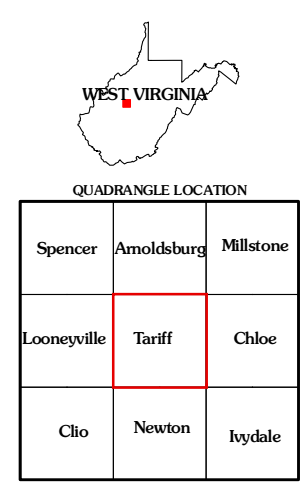 WEST VIRGINIA
QUADRANGLE LOCATION
Spencer Arnoldsburg Millstone
Looneyville Tariff Chloe
Clio Newton Ivydale